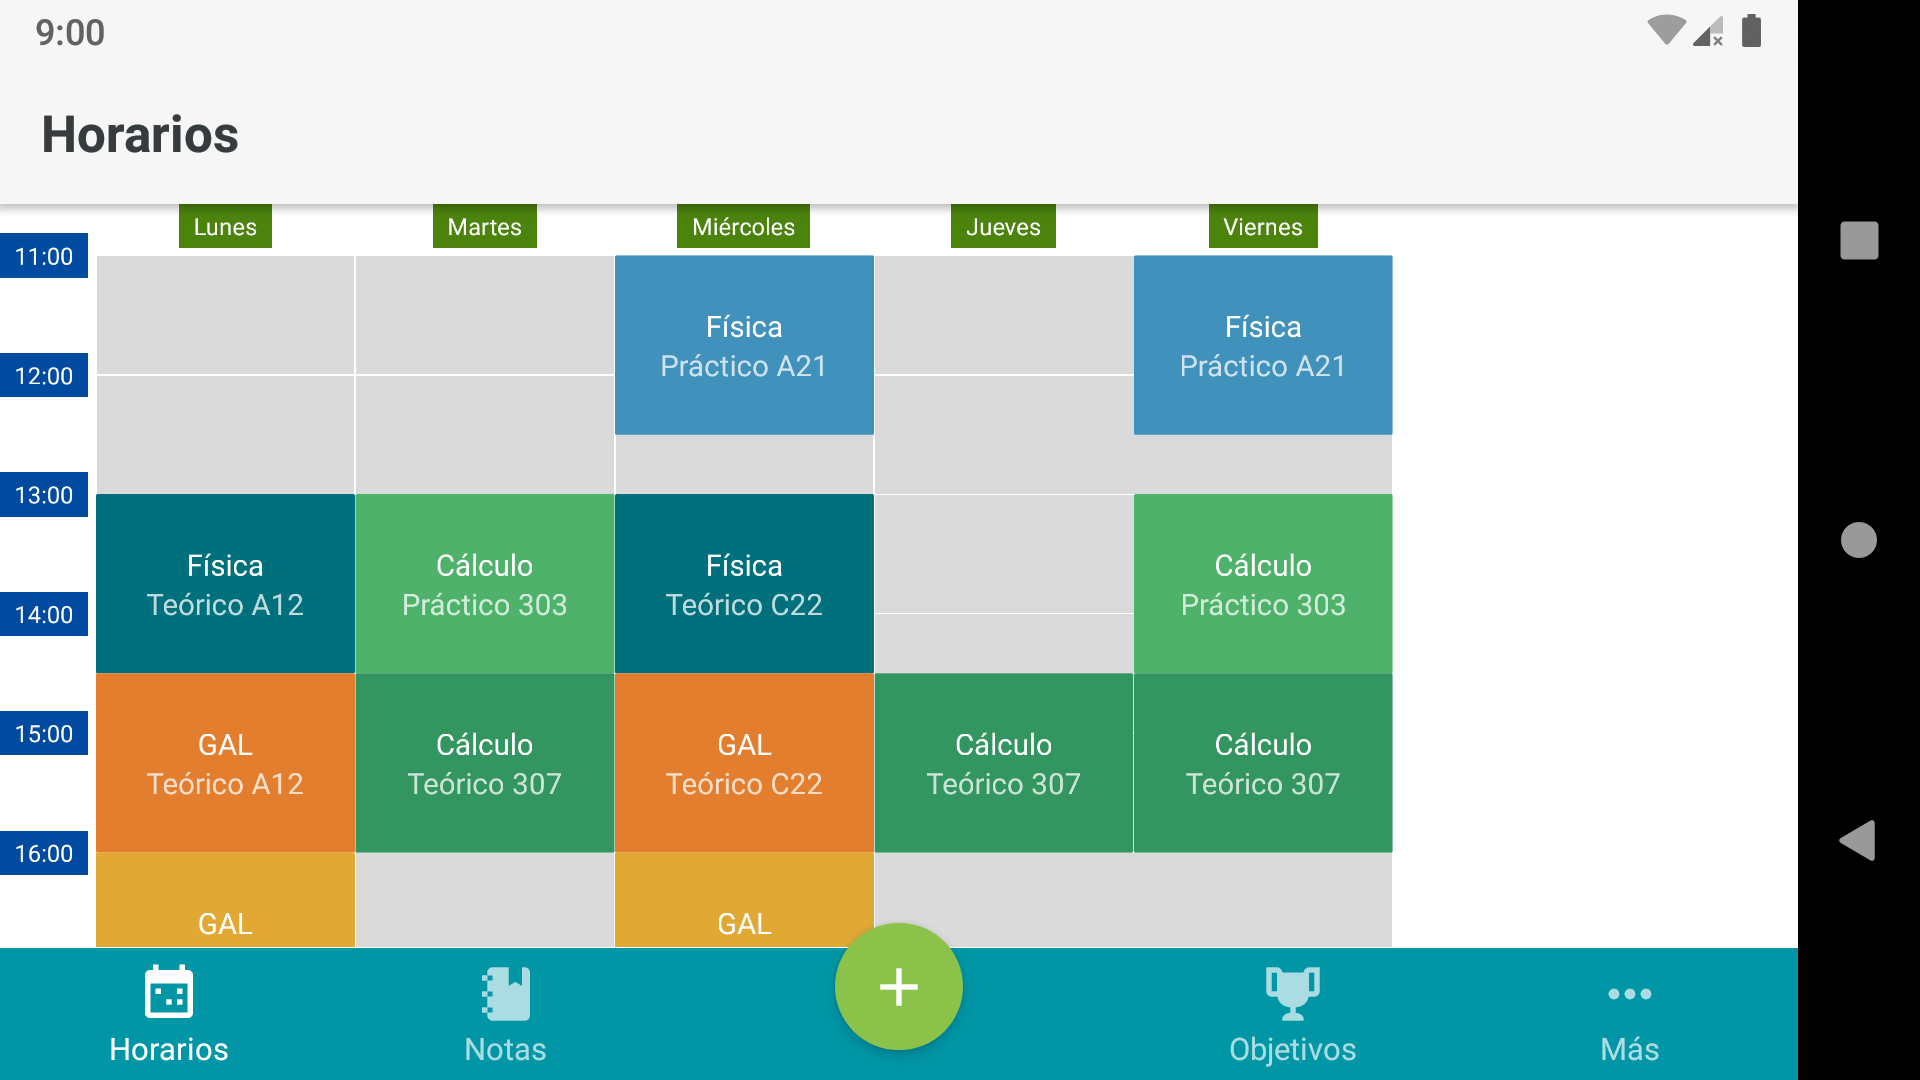 9:00
Horarios
Lunes Martes Miércoles Jueves Viernes
11:00
Física Física
Práctico A21 Práctico A21
12:00
13:00
Física Cálculo Física Cálculo
Teórico A12 Práctico 303 Teórico C22 Práctico 303
14:00
15:00
GAL Cálculo GAL Cálculo Cálculo
Teórico A12 Teórico 307 Teórico C22 Teórico 307 Teórico 307
16:00
GAL GAL
Horarios Notas Objetivos Más